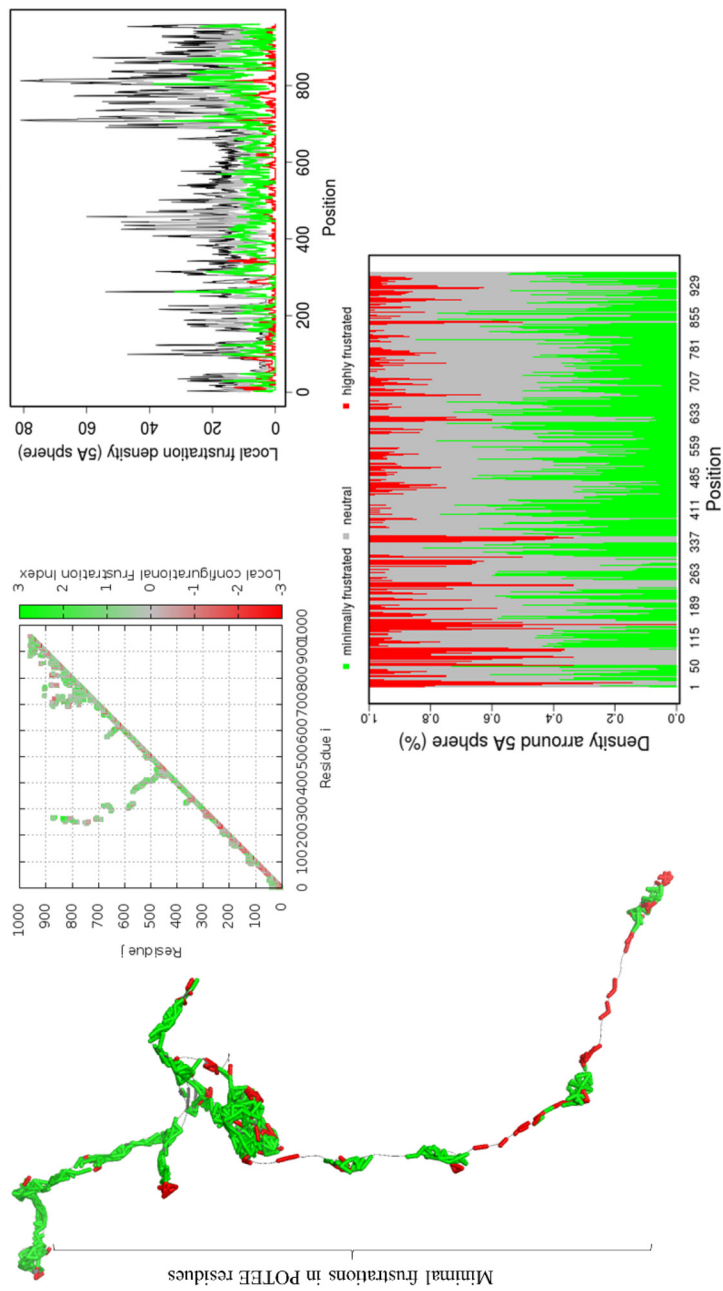 Minimal frustrations in POTEE residues
1000
900
800
700
600
500
400
300
200
100
0
Residue j
0 100 200 300 400 500 600 700 800 900 1000
Residue i
3
2
1
0
-1
-2
-3
Local configurational Frustration Index
80
60
40
20
0
Local frustration density (5A sphere)
0 200 400 600 800
Position
minimally frustrated neutral highly frustrated
1.0
0.8
0.6
0.4
0.2
0.0
Density arround 5A sphere (%)
1 50 115 189 263 337 411 485 559 633 707 781 855 929
Position